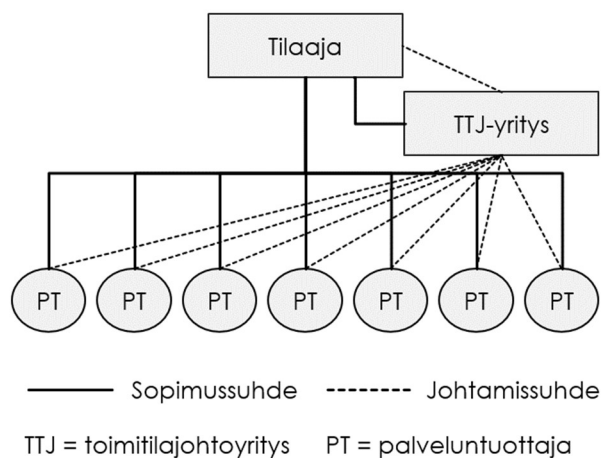 Tilaaja
TTJ-yritys
PT PT PT PT PT PT PT
Sopimussuhde Johtamissuhde
TTJ = toimitilajohtoyritys PT = palveluntuottaja